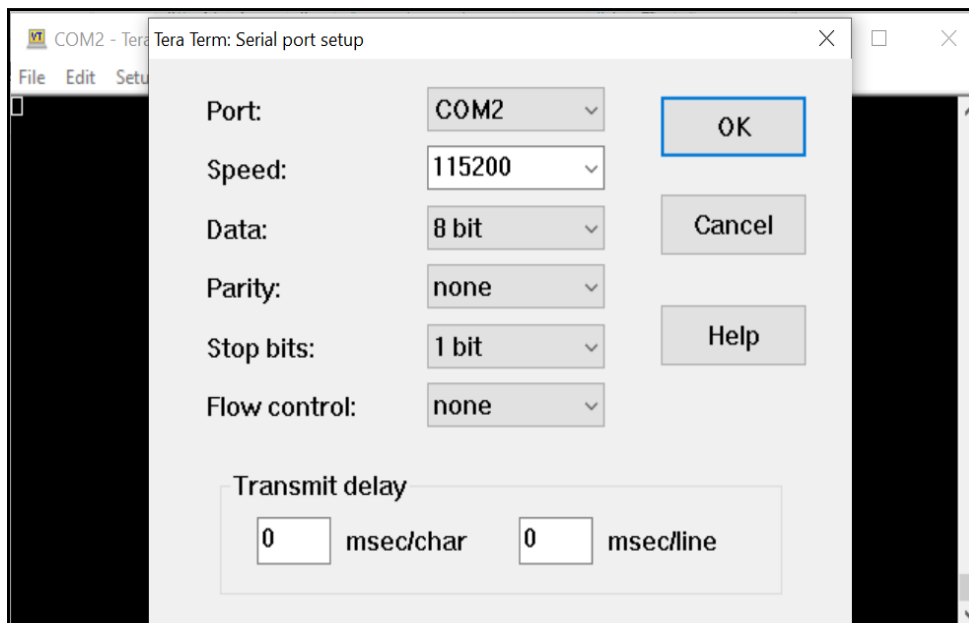 COM2 - Tera
Tera Term: Serial port setup
File Edit Setu
Port: COM2
OK
Speed: 115200
Data: 8 bit
Cancel
Parity: none
Stop bits: 1 bit
Help
Flow control: none
Transmit delay
0 msec/char 0 msec/line